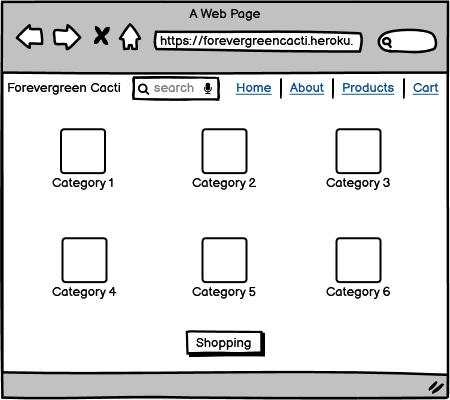 A Web Page
https://forevergreencacti.heroku.
Forevergreen Cacti search Home About Products Cart
Category 1 Category 2 Category 3
Category 4 Category 5 Category 6
Shopping